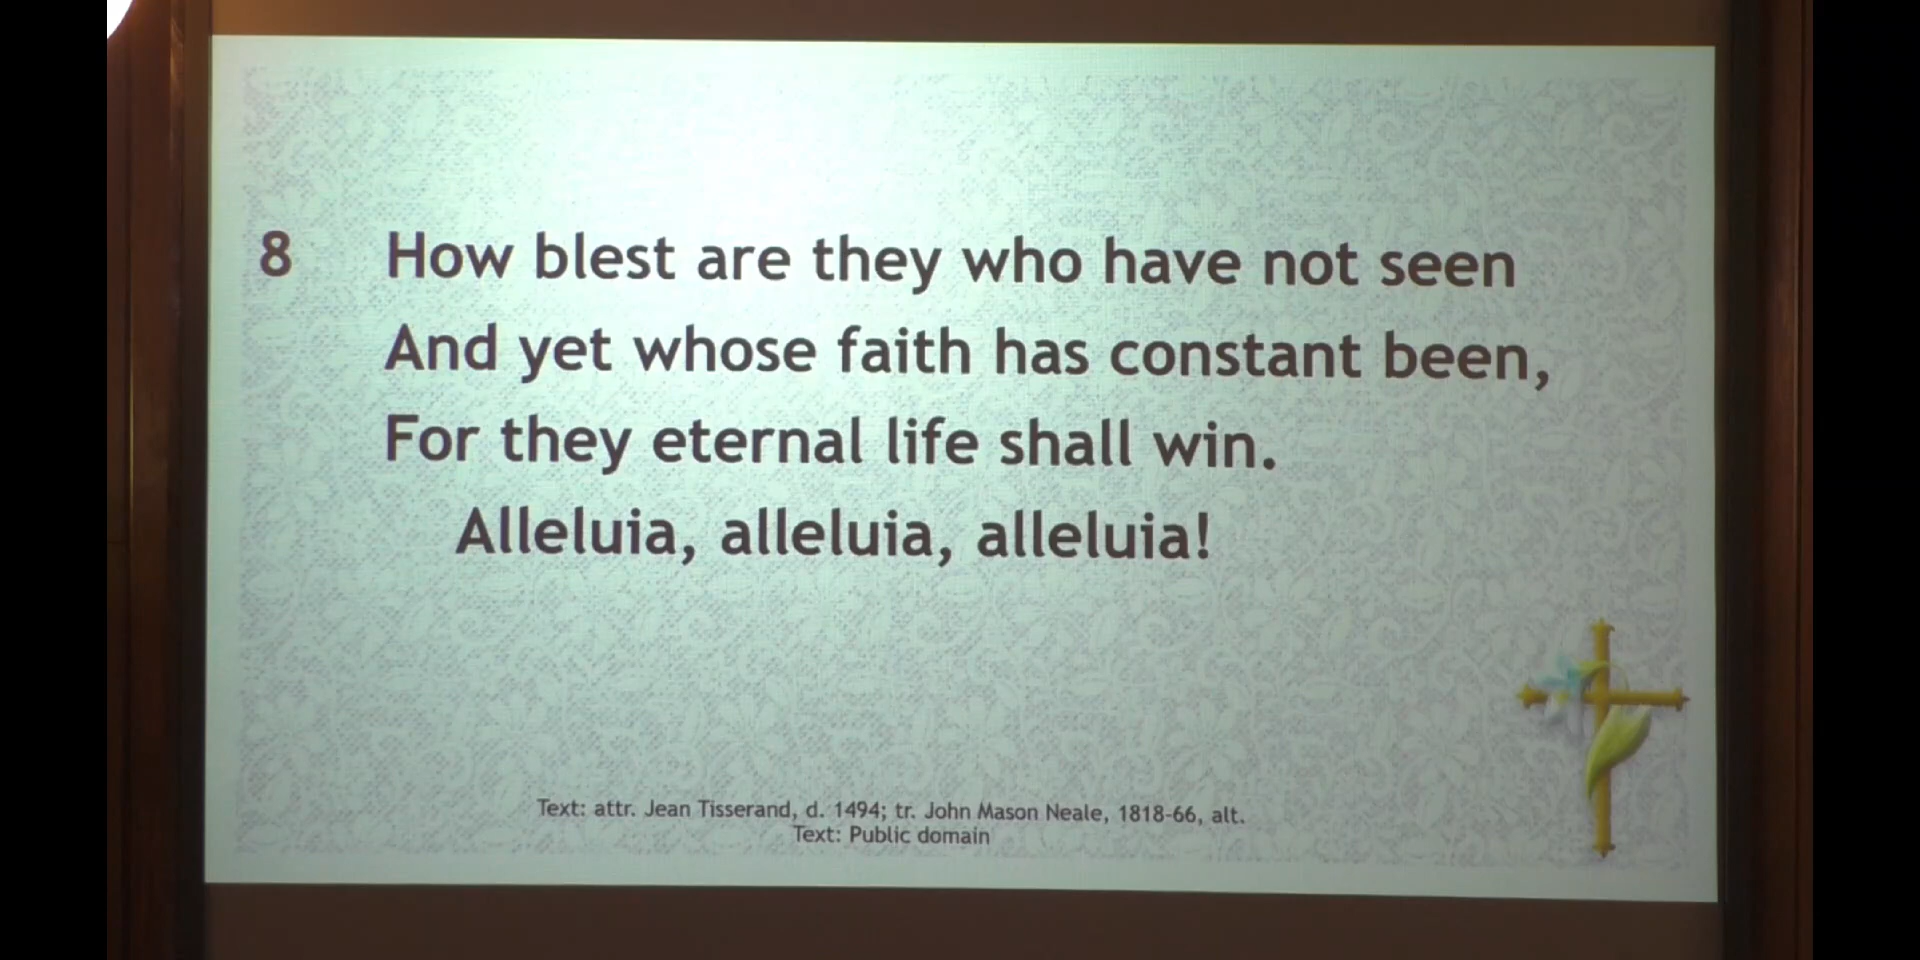 8 How blest are they who have not seen
And yet whose faith has constant been,
For they eternal life shall win.
Alleluia, alleluia, alleluia!
Text: attr. Jean Tisserand, d. 1494; tr. John Mason Neale, 1818-66, alt.
Text: Public domain